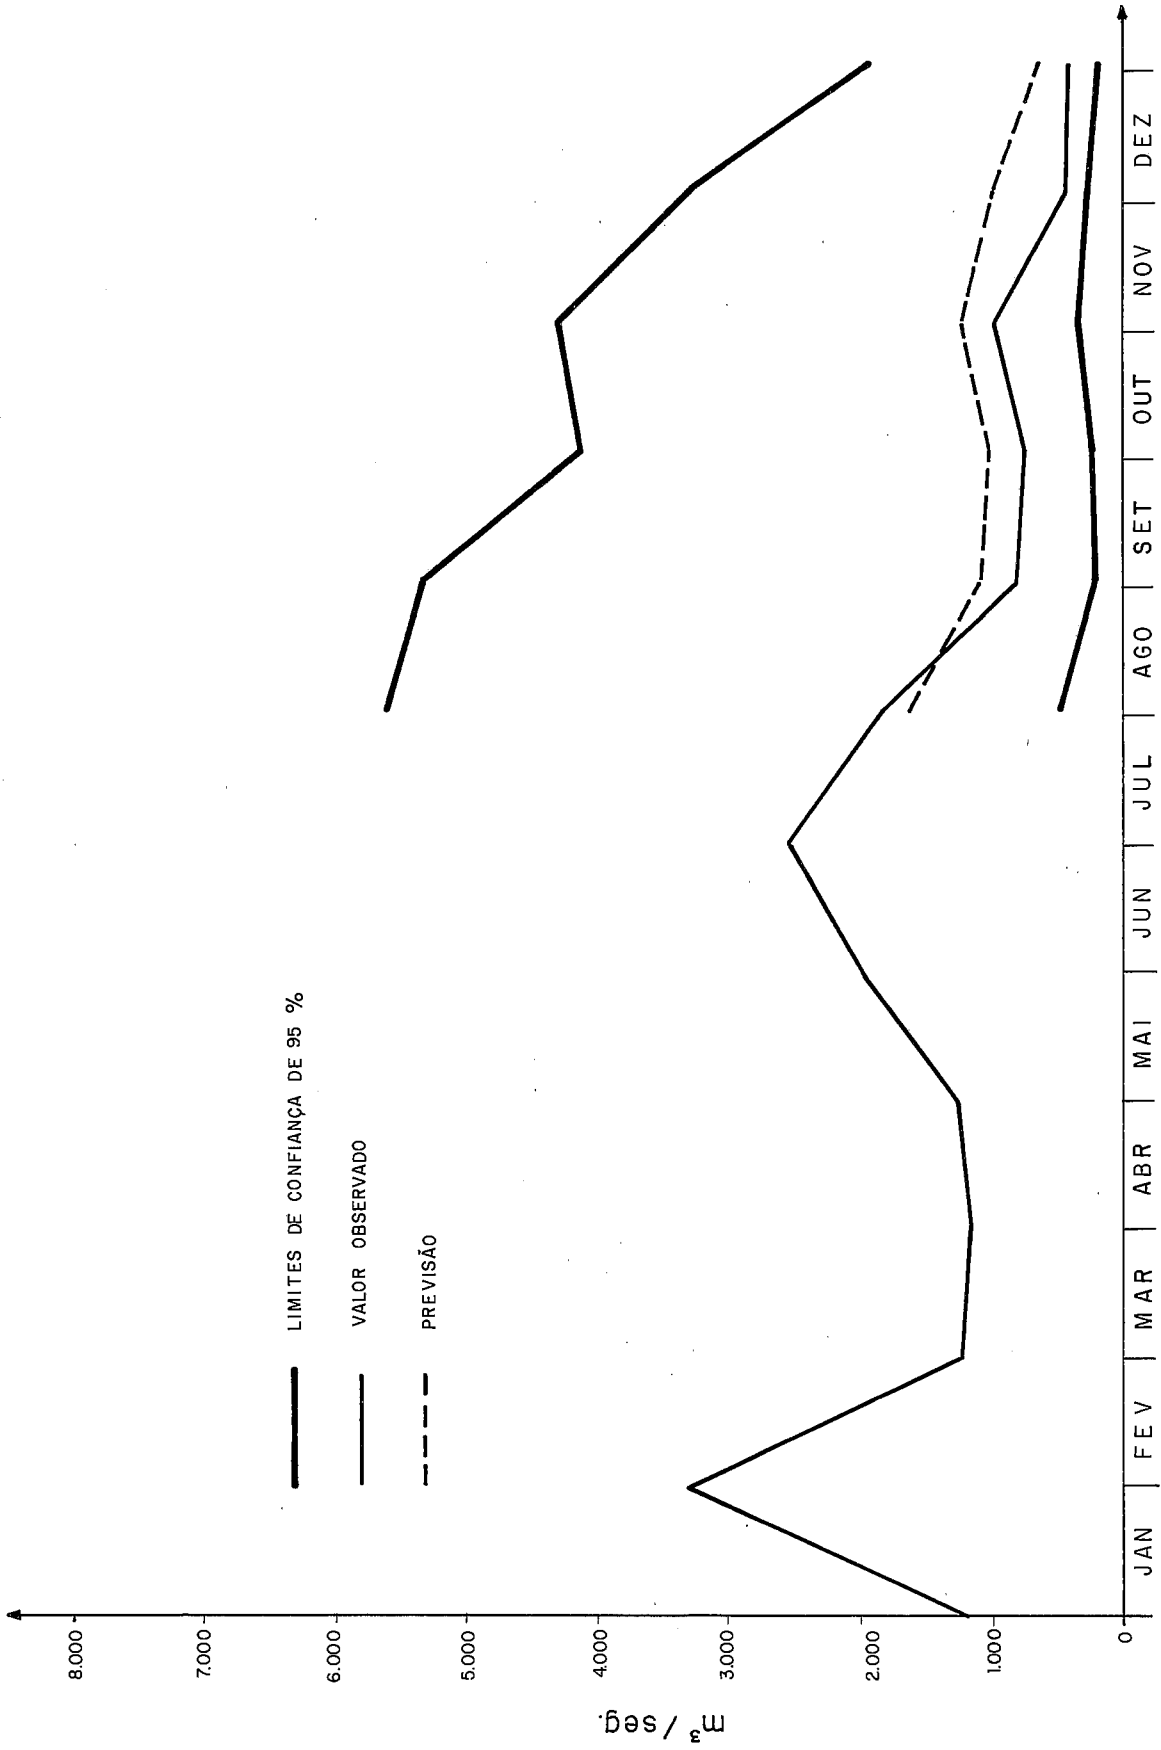 LIMITES DE CONFIANÇA DE 95 %
VALOR OBSERVADO
PREVISÃO
m³/seg.
8.000
7.000
6.000
5.000
4.000
3.000
2.000
1.000
0
JAN FEV MAR ABR MAI JUN JUL AGO SET OUT NOV DEZ